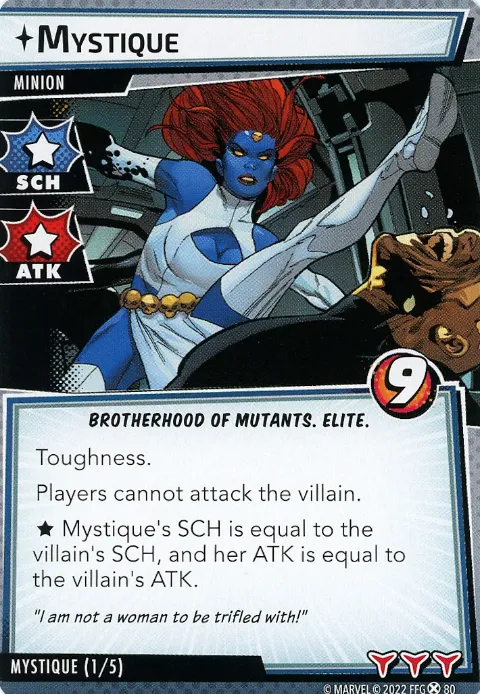 MYSTIQUE
MINION
SCH
ATK
9
BROTHERHOOD OF MUTANTS. ELITE.
Toughness.
Players cannot attack the villain.
★ Mystique's SCH is equal to the
villain's SCH, and her ATK is equal to
the villain's ATK.
"I am not a woman to be trifled with!"
MYSTIQUE (1/5)
© MARVEL © 2022 FFG 80